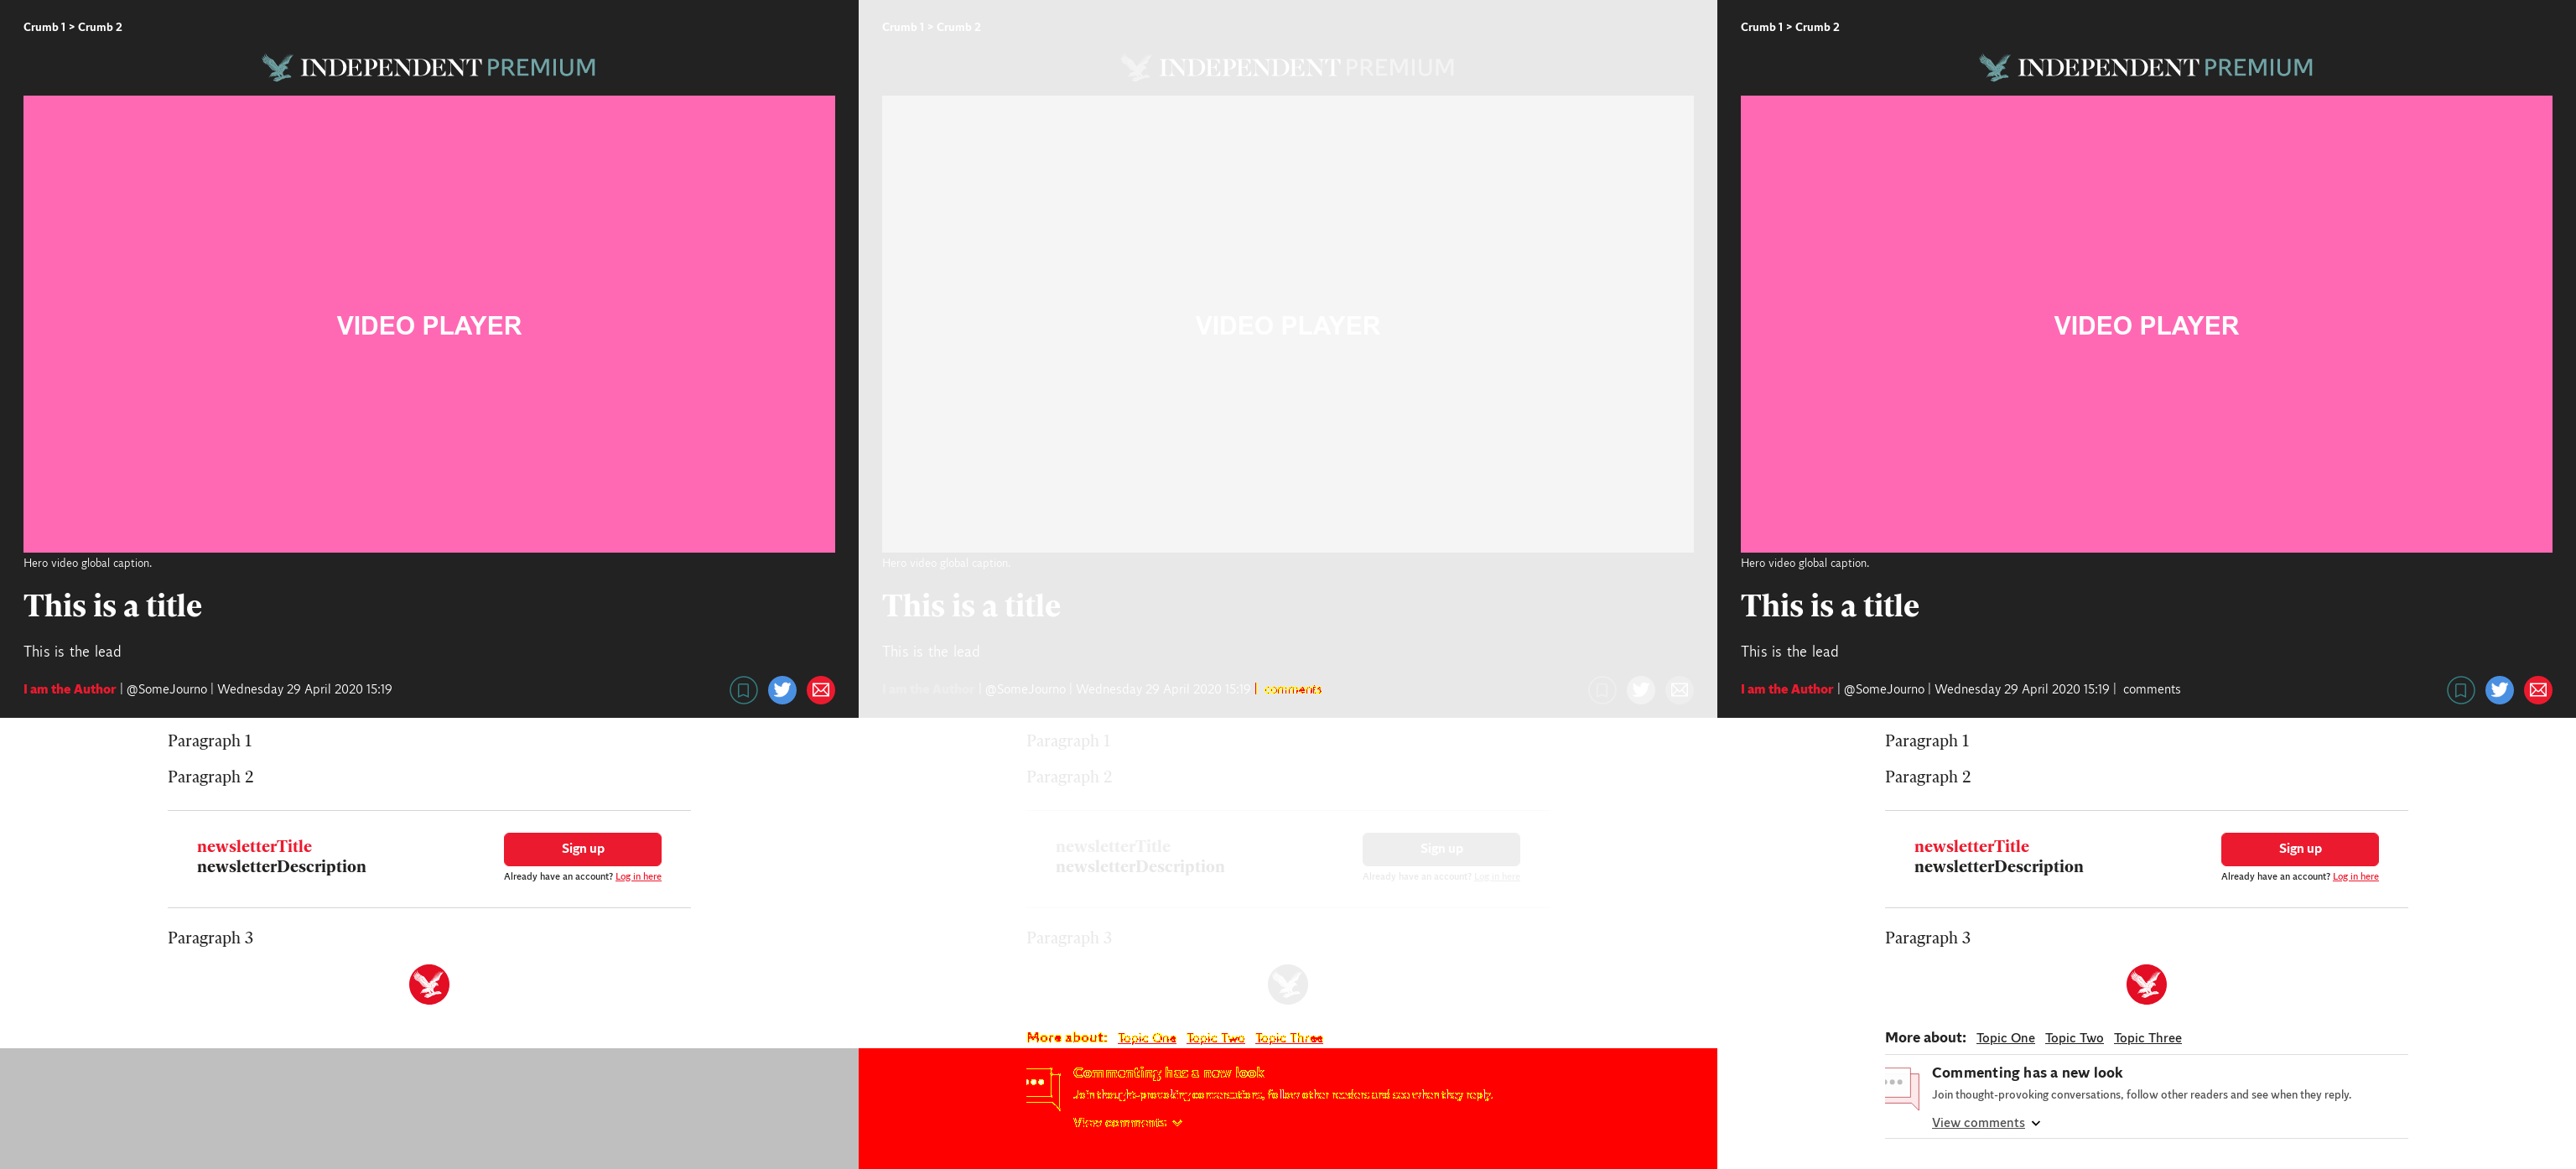 Crumb 1 > Crumb 2
INDEPENDENT PREMIUM
VIDEO PLAYER
Hero video global caption.
This is a title
This is the lead
I am the Author | @SomeJourno | Wednesday 29 April 2020 15:19
Paragraph 1
Paragraph 2
newsletterTitle
newsletterDescription
Sign up
Already have an account? Log in here
Paragraph 3
Crumb 1 > Crumb 2
INDEPENDENT PREMIUM
VIDEO PLAYER
Hero video global caption.
This is a title
This is the lead
I am the Author | @SomeJourno | Wednesday 29 April 2020 15:19 | comments
Paragraph 1
Paragraph 2
newsletterTitle
newsletterDescription
Sign up
Already have an account? Log in here
Paragraph 3
More about: Topic One Topic Two Topic Three
Commenting has a new look
Join thought-provoking conversations, follow other readers and see when they reply.
View comments
Crumb 1 > Crumb 2
INDEPENDENT PREMIUM
VIDEO PLAYER
Hero video global caption.
This is a title
This is the lead
I am the Author | @SomeJourno | Wednesday 29 April 2020 15:19 | comments
Paragraph 1
Paragraph 2
newsletterTitle
newsletterDescription
Sign up
Already have an account? Log in here
Paragraph 3
More about: Topic One Topic Two Topic Three
Commenting has a new look
Join thought-provoking conversations, follow other readers and see when they reply.
View comments